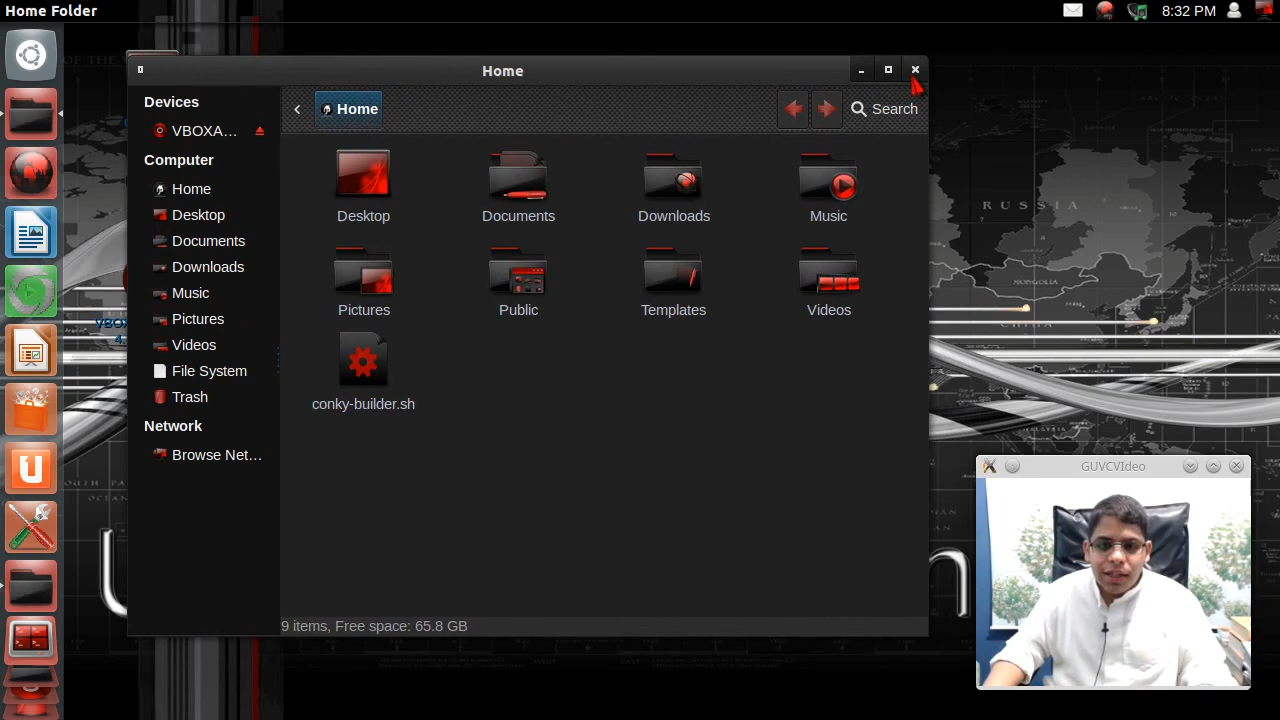 Home Folder
8:32 PM
Home
Devices
VBOXA...
Computer
Home
Desktop
Documents
Downloads
Music
Pictures
Videos
File System
Trash
Network
Browse Net...
Home
Search
Desktop
Documents
Downloads
Music
Pictures
Public
Templates
Videos
conky-builder.sh
9 items, Free space: 65.8 GB
GUVCVIdeo
RUSSIA
MONGOLIA
CHINA